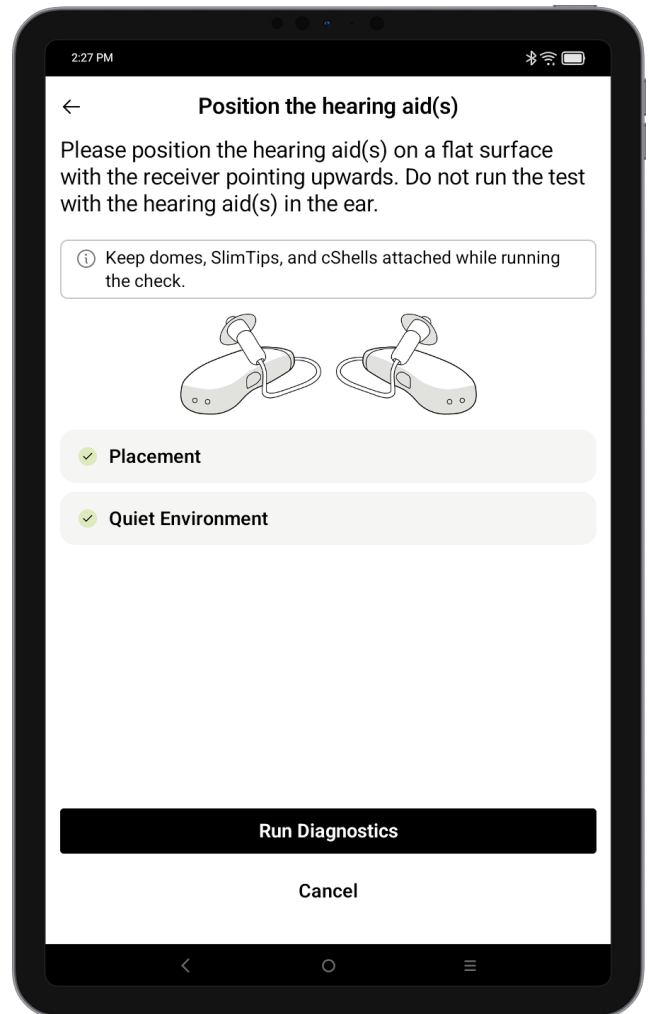 2:27 PM
Position the hearing aid(s)
Please position the hearing aid(s) on a flat surface
with the receiver pointing upwards. Do not run the test
with the hearing aid(s) in the ear.
Keep domes, SlimTips, and cShells attached while running
the check.
Placement
Quiet Environment
Run Diagnostics
Cancel